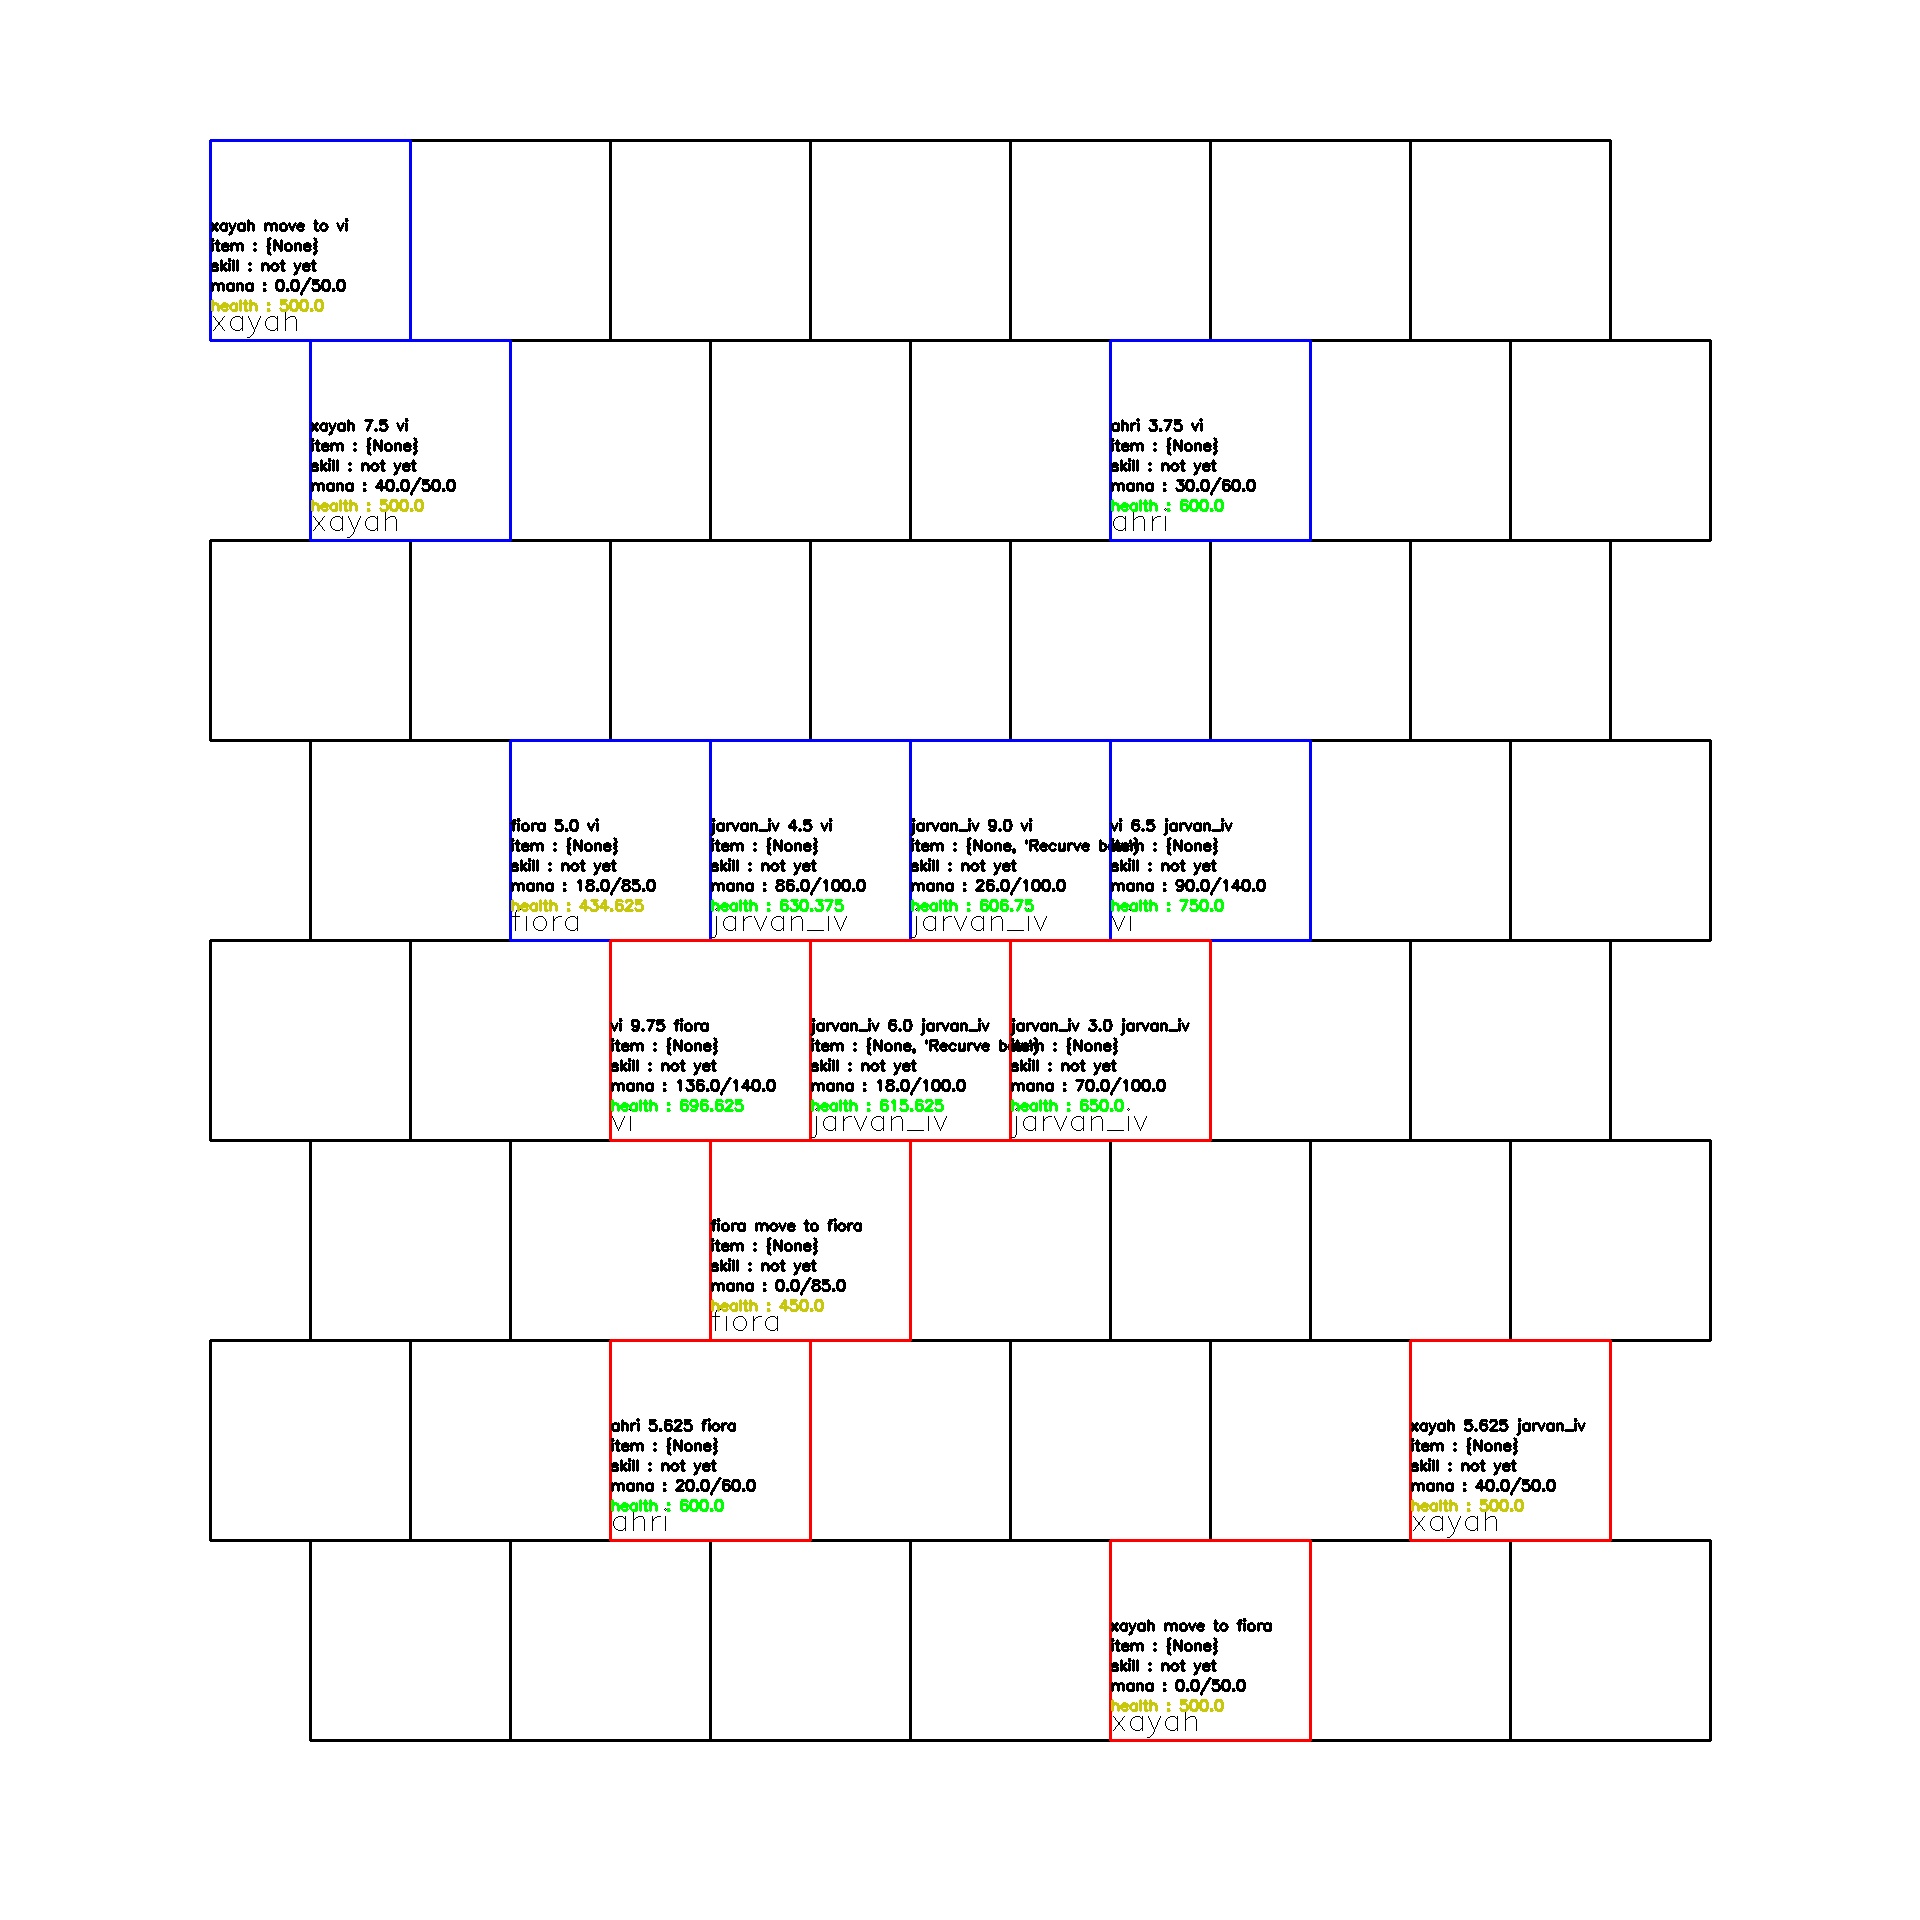 xayah move to vi
item : {None}
skill : not yet
mana : 0.0/50.0
health : 500.0
xayah
xayah 7.5 vi
item : {None}
skill : not yet
mana : 40.0/50.0
health : 500.0
xayah
ahri 3.75 vi
item : {None}
skill : not yet
mana : 30.0/60.0
health : 600.0
ahri
fiora 5.0 vi
item : {None}
skill : not yet
mana : 18.0/85.0
health : 434.625
fiora
jarvan_iv 4.5 vi
item : {None}
skill : not yet
mana : 86.0/100.0
health : 630.375
jarvan_iv
jarvan_iv 9.0 vi
item : {None, 'Recurve
skill : not yet
mana : 26.0/100.0
health : 606.75
jarvan_iv
vi 6.5 jarvan_iv
: {None}
skill : not yet
mana : 90.0/140.0
health : 750.0
vi
vi 9.75 fiora
item : {None}
skill : not yet
mana : 136.0/140.0
health : 696.625
vi
jarvan_iv 6.0 jarvan_iv
item : {None, 'Recurve
skill : not yet
mana : 18.0/100.0
health : 615.625
jarvan_iv
jarvan_iv 3.0 jarvan_iv
: {None}
skill : not yet
mana : 70.0/100.0
health : 650.0
jarvan_iv
fiora move to fiora
item : {None}
skill : not yet
mana : 0.0/85.0
health : 450.0
fiora
ahri 5.625 fiora
item : {None}
skill : not yet
mana : 20.0/60.0
health : 600.0
ahri
xayah 5.625 jarvan_iv
item : {None}
skill : not yet
mana : 40.0/50.0
health : 500.0
xayah
xayah move to fiora
item : {None}
skill : not yet
mana : 0.0/50.0
health : 500.0
xayah